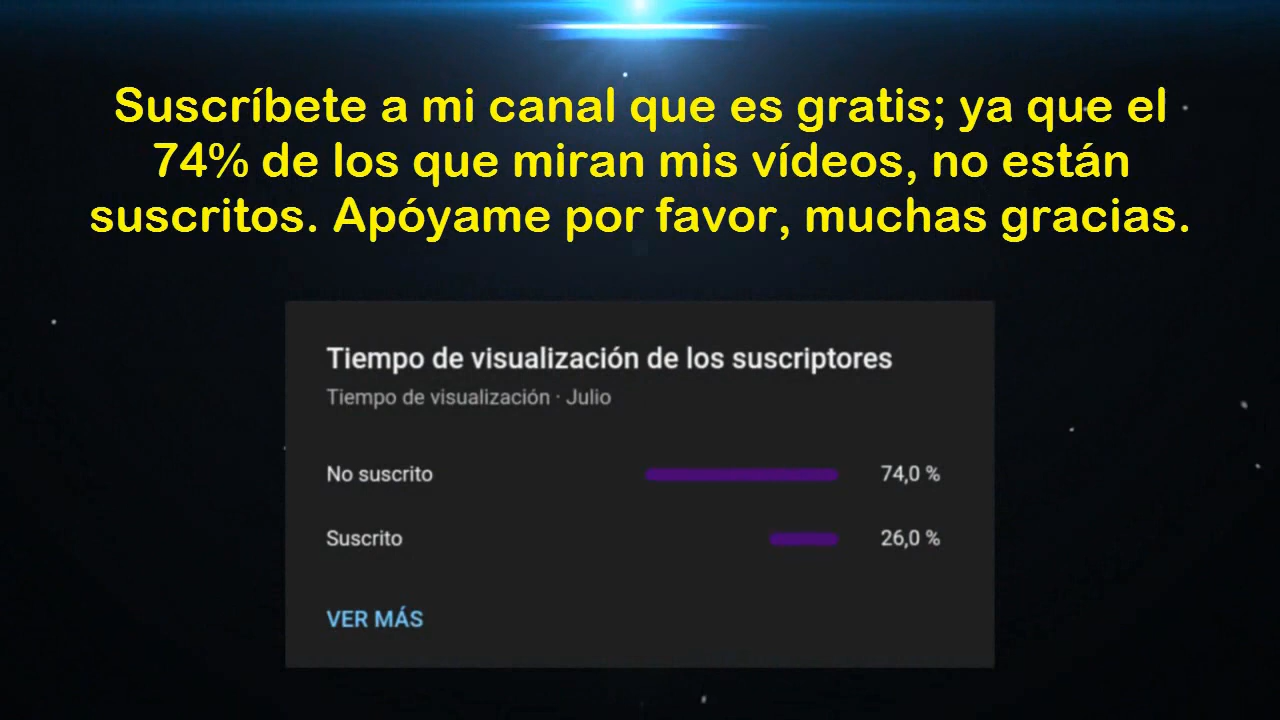 Suscríbete a mi canal que es gratis; ya que el
74% de los que miran mis vídeos, no están
suscritos. Apóyame por favor, muchas gracias.
Tiempo de visualización de los suscriptores
Tiempo de visualización · Julio
No suscrito 74,0 %
Suscrito 26,0 %
VER MÁS